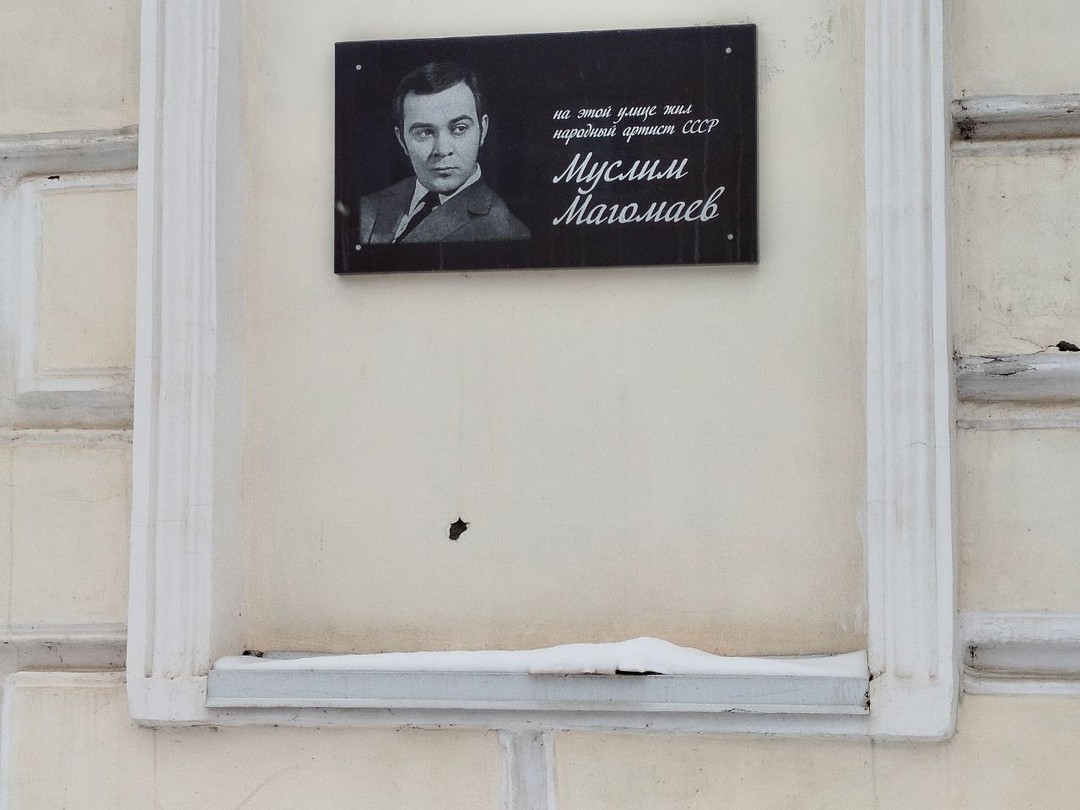 на этой улице жил
народный артист СССР
Муслим
Магомаев